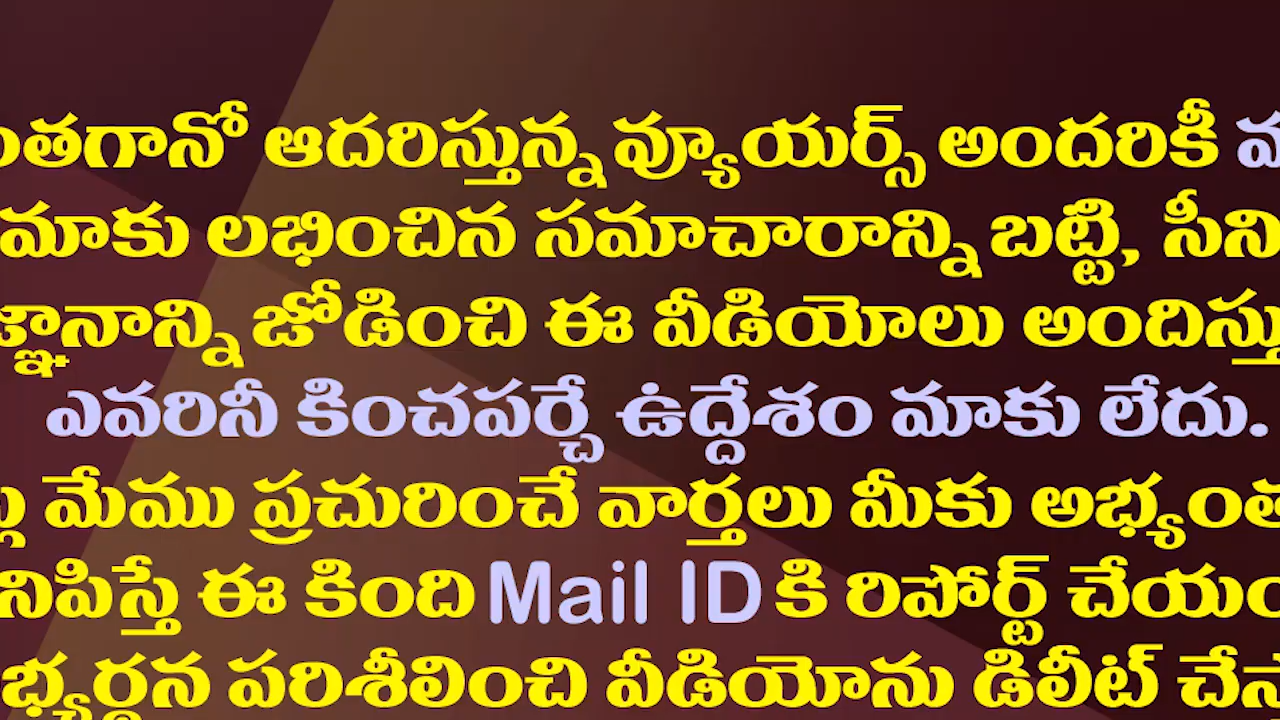 ంతగానో ఆదరిస్తున్న వ్యూయర్స్ అందరికీ
మాకు లభించిన సమాచారాన్ని బట్టి, సీని
జ్ఞానాన్ని జోడించి ఈ వీడియోలు అందిస్తు
ఎవరినీ కించపర్చే ఉద్దేశం మాకు లేదు.
మేము ప్రచురించే వార్తలు మీకు అభ్యంత
నిపిస్తే ఈ కింది Mail ID కి రిపోర్ట్ చేయం
భ్యర్థన పరిశీలించి వీడియోను డిలీట్ చేస